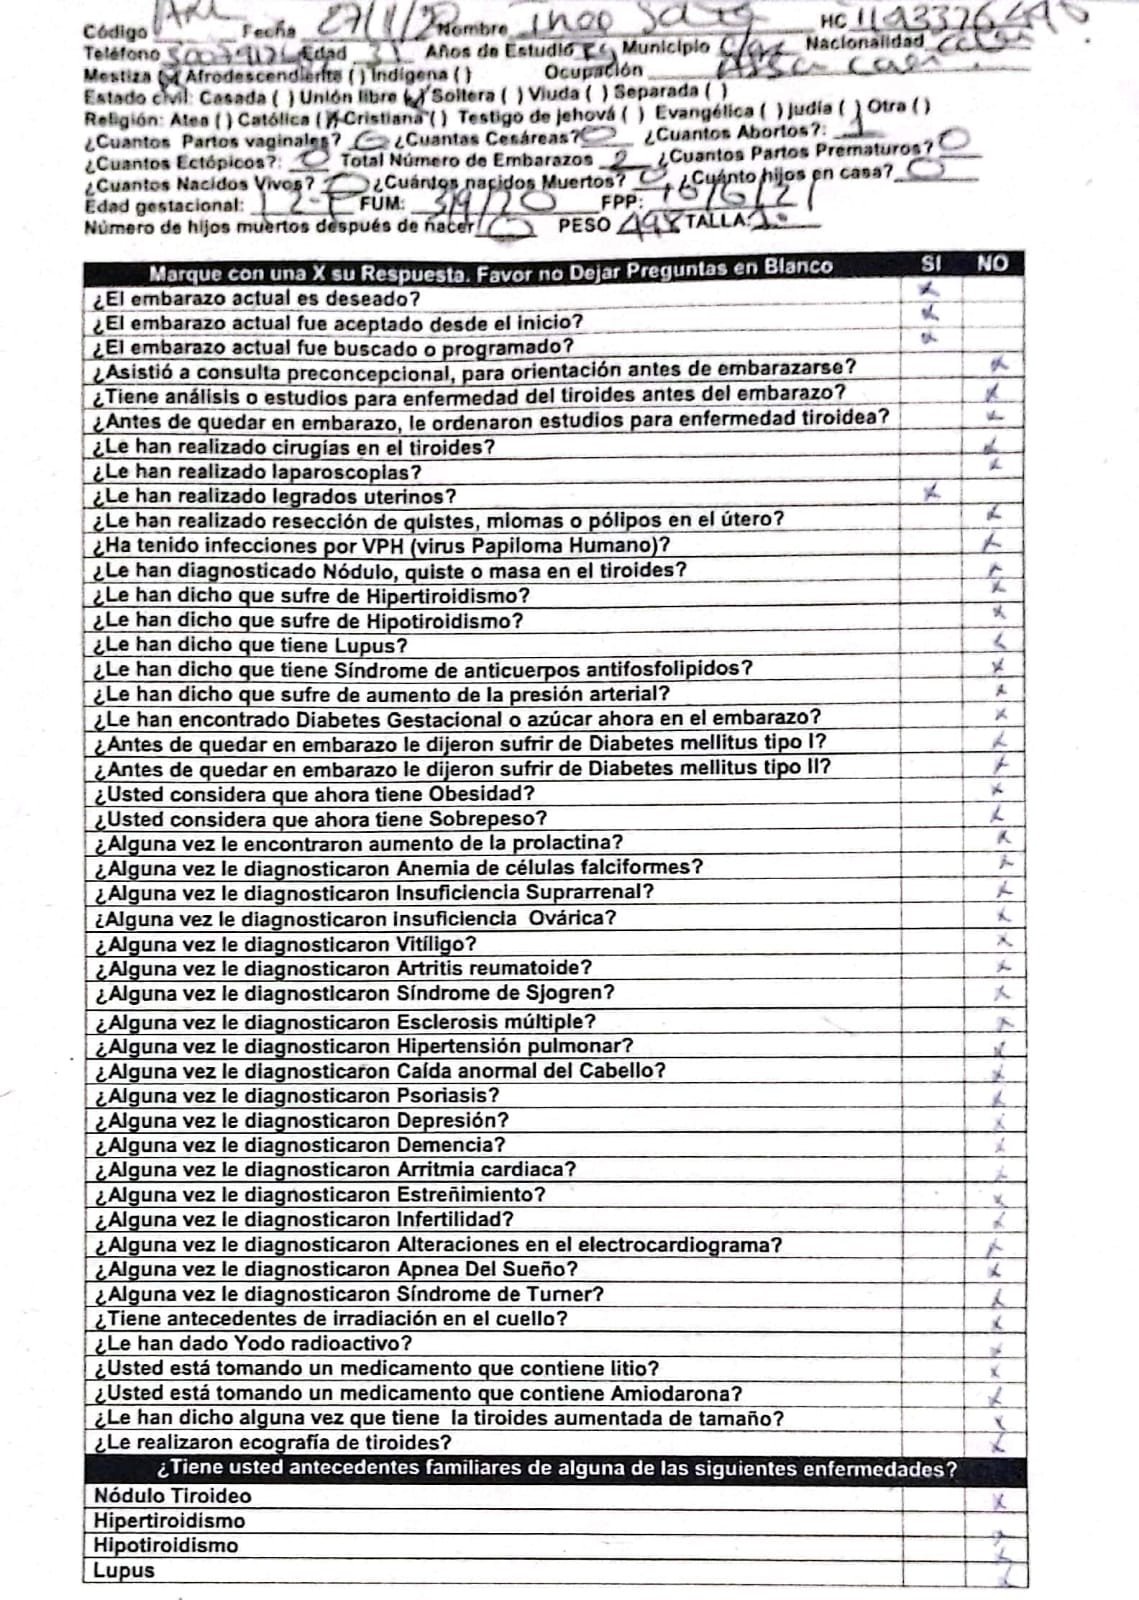 Código Fecha 27/11/20 Nombre HC
Teléfono Edad 31 Años de Estudio Municipio Nacionalidad
Mestiza (x) Afrodescendiente ( ) Indígena ( ) Ocupación
Estado civil: Casada ( ) Unión libre (x) Soltera ( ) Viuda ( ) Separada ( )
Religión: Atea ( ) Católica (x) Cristiana ( ) Testigo de jehová ( ) Evangélica ( ) Judía ( ) Otra ( )
¿Cuantos Partos vaginales? 0 ¿Cuantas Cesáreas? 0 ¿Cuantos Abortos?: 1
¿Cuantos Ectópicos?: 0 Total Número de Embarazos 2 ¿Cuantos Partos Prematuros? 0
¿Cuantos Nacidos Vivos? 0 ¿Cuántos nacidos Muertos? 0 ¿Cuánto hijos en casa? 0
Edad gestacional: FUM: 3/9/20 FPP: 10/6/21
Número de hijos muertos después de nacer 0 PESO TALLA:
Marque con una X su Respuesta. Favor no Dejar Preguntas en Blanco SI NO
¿El embarazo actual es deseado? x
¿El embarazo actual fue aceptado desde el inicio? x
¿El embarazo actual fue buscado o programado? x
¿Asistió a consulta preconcepcional, para orientación antes de embarazarse? x
¿Tiene análisis o estudios para enfermedad del tiroides antes del embarazo? x
¿Antes de quedar en embarazo, le ordenaron estudios para enfermedad tiroidea? x
¿Le han realizado cirugías en el tiroides? x
¿Le han realizado laparoscopías? x
¿Le han realizado legrados uterinos? x
¿Le han realizado resección de quistes, miomas o pólipos en el útero? x
¿Ha tenido infecciones por VPH (virus Papiloma Humano)? x
¿Le han diagnosticado Nódulo, quiste o masa en el tiroides? x
¿Le han dicho que sufre de Hipertiroidismo? x
¿Le han dicho que sufre de Hipotiroidismo? x
¿Le han dicho que tiene Lupus? x
¿Le han dicho que tiene Síndrome de anticuerpos antifosfolipidos? x
¿Le han dicho que sufre de aumento de la presión arterial? x
¿Le han encontrado Diabetes Gestacional o azúcar ahora en el embarazo? x
¿Antes de quedar en embarazo le dijeron sufrir de Diabetes mellitus tipo I? x
¿Antes de quedar en embarazo le dijeron sufrir de Diabetes mellitus tipo II? x
¿Usted considera que ahora tiene Obesidad? x
¿Usted considera que ahora tiene Sobrepeso? x
¿Alguna vez le encontraron aumento de la prolactina? x
¿Alguna vez le diagnosticaron Anemia de células falciformes? x
¿Alguna vez le diagnosticaron Insuficiencia Suprarrenal? x
¿Alguna vez le diagnosticaron Insuficiencia Ovárica? x
¿Alguna vez le diagnosticaron Vitíligo? x
¿Alguna vez le diagnosticaron Artritis reumatoide? x
¿Alguna vez le diagnosticaron Síndrome de Sjogren? x
¿Alguna vez le diagnosticaron Esclerosis múltiple? x
¿Alguna vez le diagnosticaron Hipertensión pulmonar? x
¿Alguna vez le diagnosticaron Caída anormal del Cabello? x
¿Alguna vez le diagnosticaron Psoriasis? x
¿Alguna vez le diagnosticaron Depresión? x
¿Alguna vez le diagnosticaron Demencia? x
¿Alguna vez le diagnosticaron Arritmia cardiaca? x
¿Alguna vez le diagnosticaron Estreñimiento? x
¿Alguna vez le diagnosticaron Infertilidad? x
¿Alguna vez le diagnosticaron Alteraciones en el electrocardiograma? x
¿Alguna vez le diagnosticaron Apnea Del Sueño? x
¿Alguna vez le diagnosticaron Síndrome de Turner? x
¿Tiene antecedentes de irradiación en el cuello? x
¿Le han dado Yodo radioactivo? x
¿Usted está tomando un medicamento que contiene litio? x
¿Usted está tomando un medicamento que contiene Amiodarona? x
¿Le han dicho alguna vez que tiene la tiroides aumentada de tamaño? x
¿Le realizaron ecografía de tiroides? x
¿Tiene usted antecedentes familiares de alguna de las siguientes enfermedades?
Nódulo Tiroideo x
Hipertiroidismo
Hipotiroidismo x
Lupus x